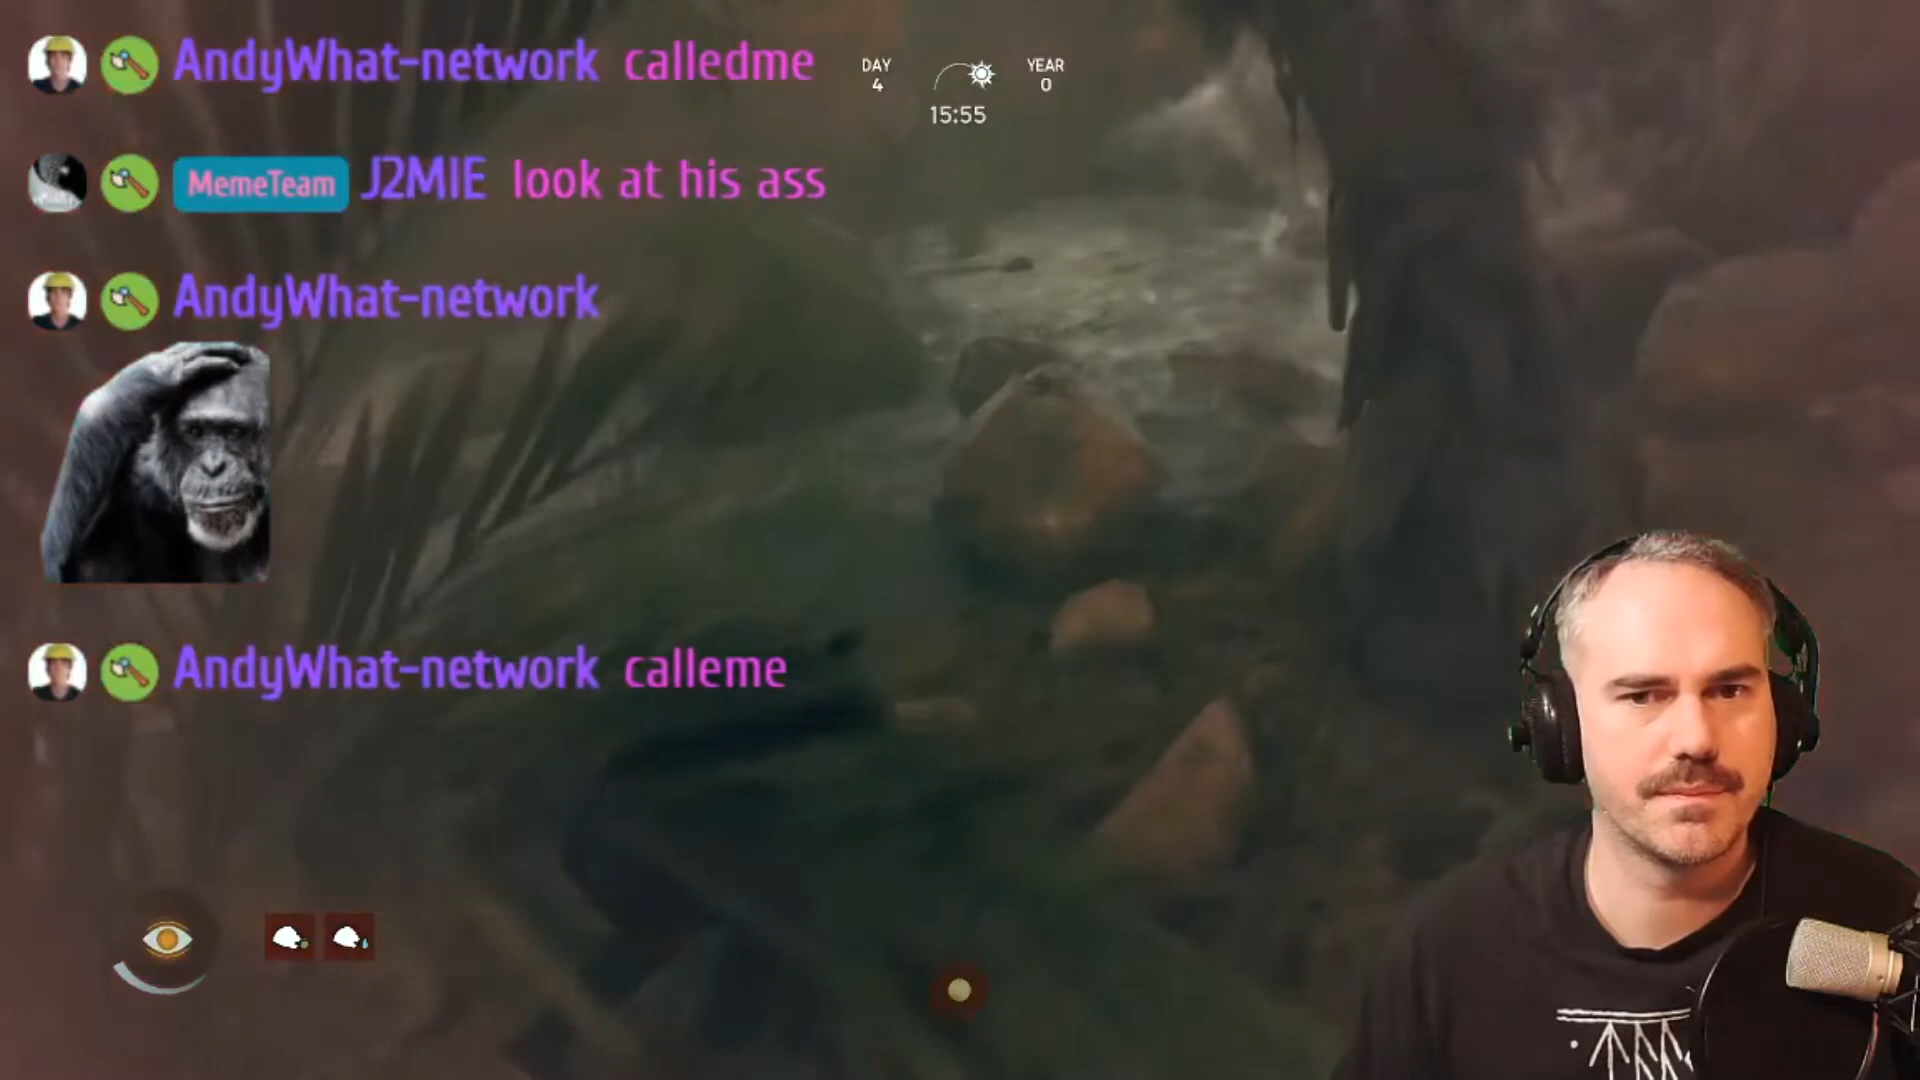 AndyWhat-network calledme
DAY
4
YEAR
0
15:55
MemeTeam J2MIE look at his ass
AndyWhat-network
AndyWhat-network calleme